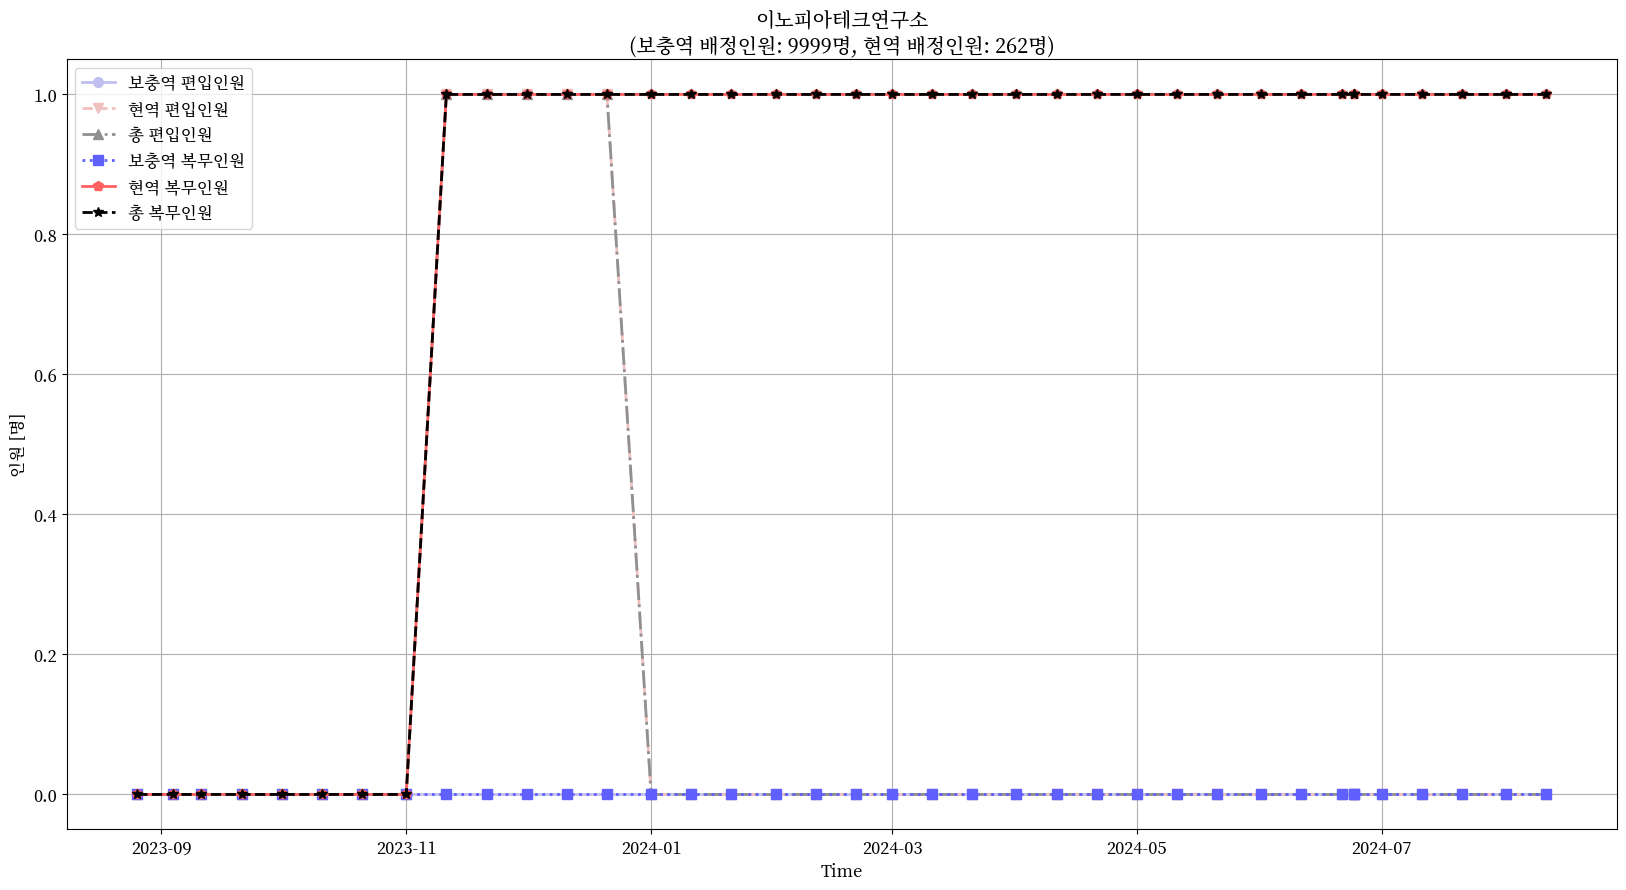 이노피아테크연구소
(보충역 배정인원: 9999명, 현역 배정인원: 262명)
보충역 편입인원
현역 편입인원
총 편입인원
보충역 복무인원
현역 복무인원
총 복무인원
1.0
0.8
0.6
0.4
0.2
0.0
인원 [명]
2023-09
2023-11
2024-01
2024-03
2024-05
2024-07
Time